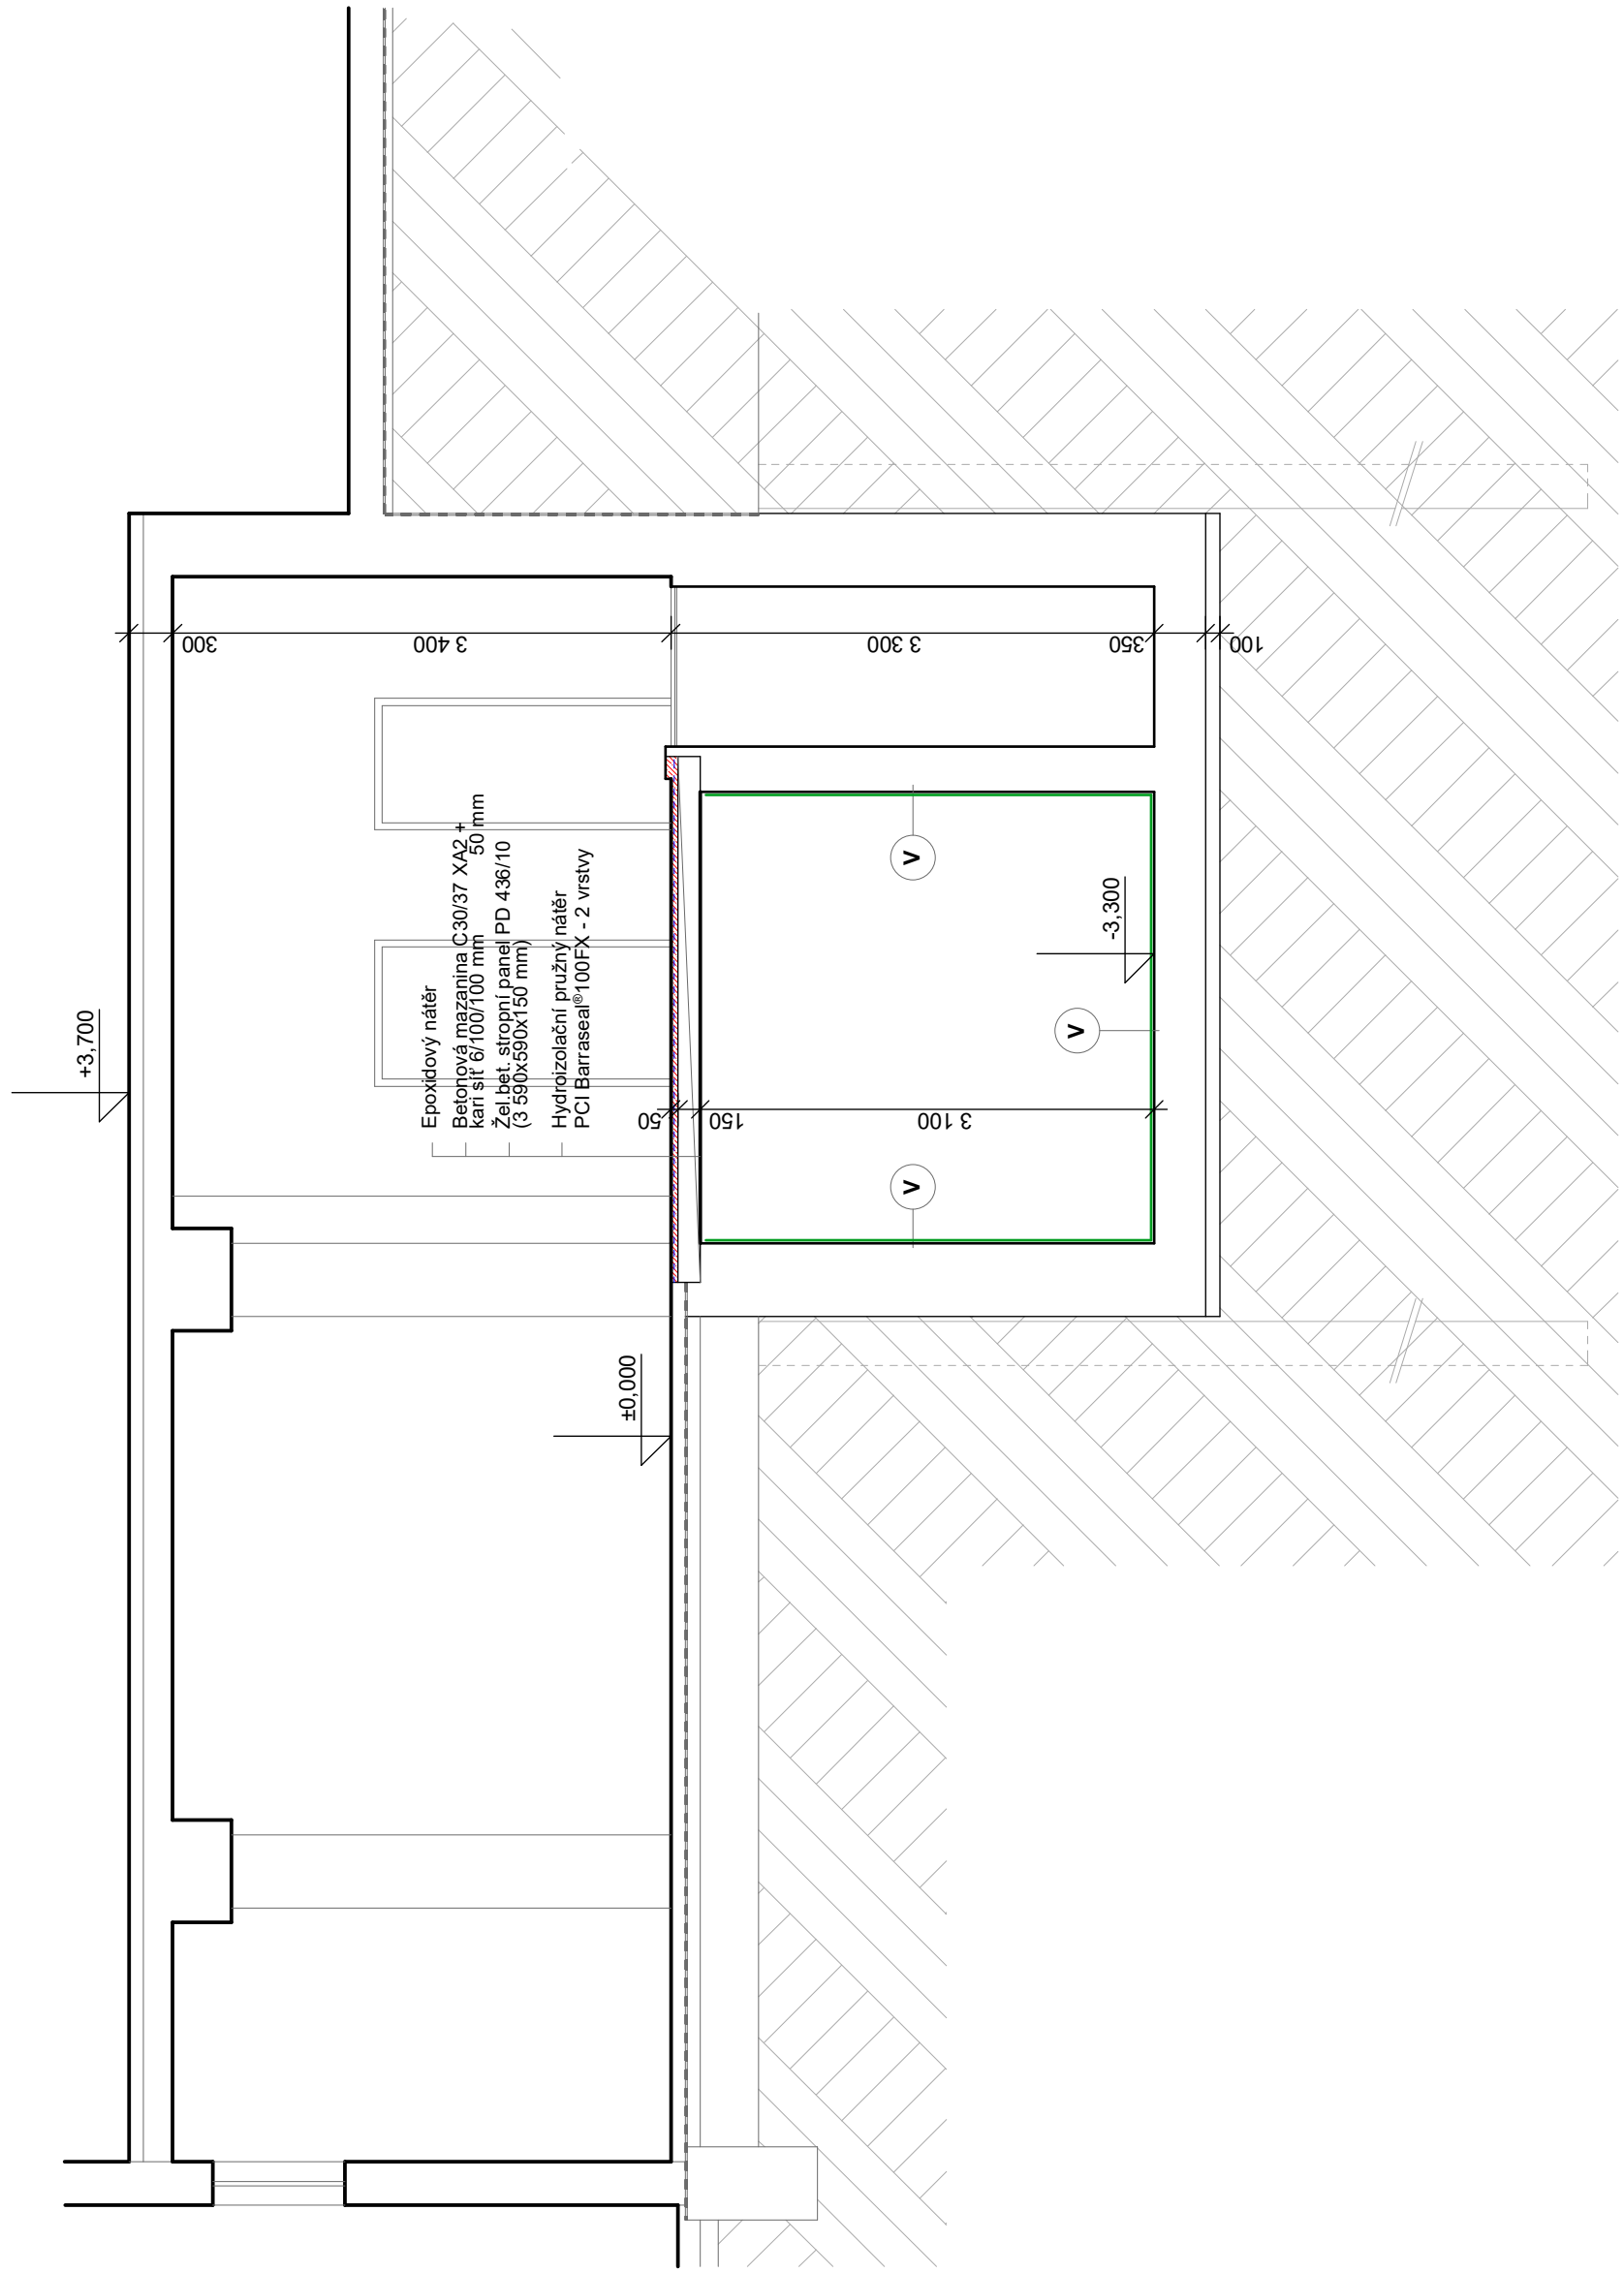 +3,700
Epoxidový nátěr
Betonová mazanina C30/37 XA2 +
kari síť 6/100/100 mm 50 mm
Žel.bet. stropní panel PD 436/10
(3 590x590x150 mm)
Hydroizolační pružný nátěr
PCI Barraseal®100FX - 2 vrstvy
±0,000
-3,300
300
3 400
3 300
350
100
50
150
3 100
V
V
V